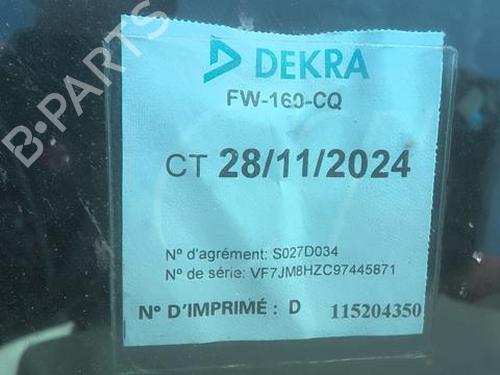 B-PARTS
DEKRA
FW-160-CQ
CT 28/11/2024
N° d'agrément: S027D034
N° de série: VF7JM8HZC97445871
N° D'IMPRIMÉ : D 115204350